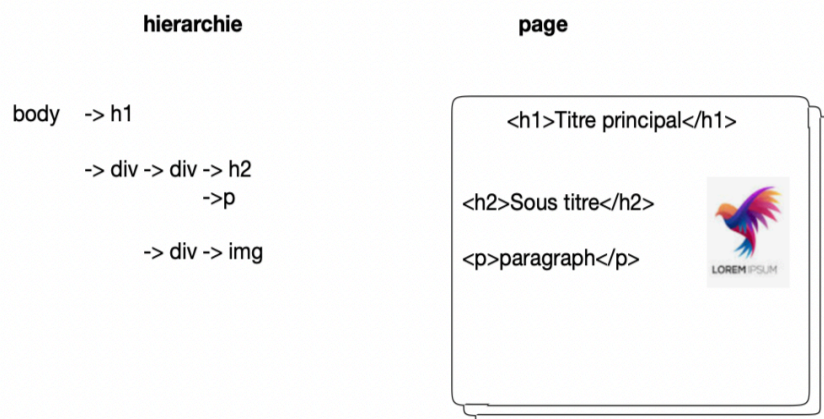 hierarchie
page
body -> h1
-> div -> div -> h2
->p
-> div -> img
<h1>Titre principal</h1>
<h2>Sous titre</h2>
<p>paragraph</p>
LOREM IPSUM